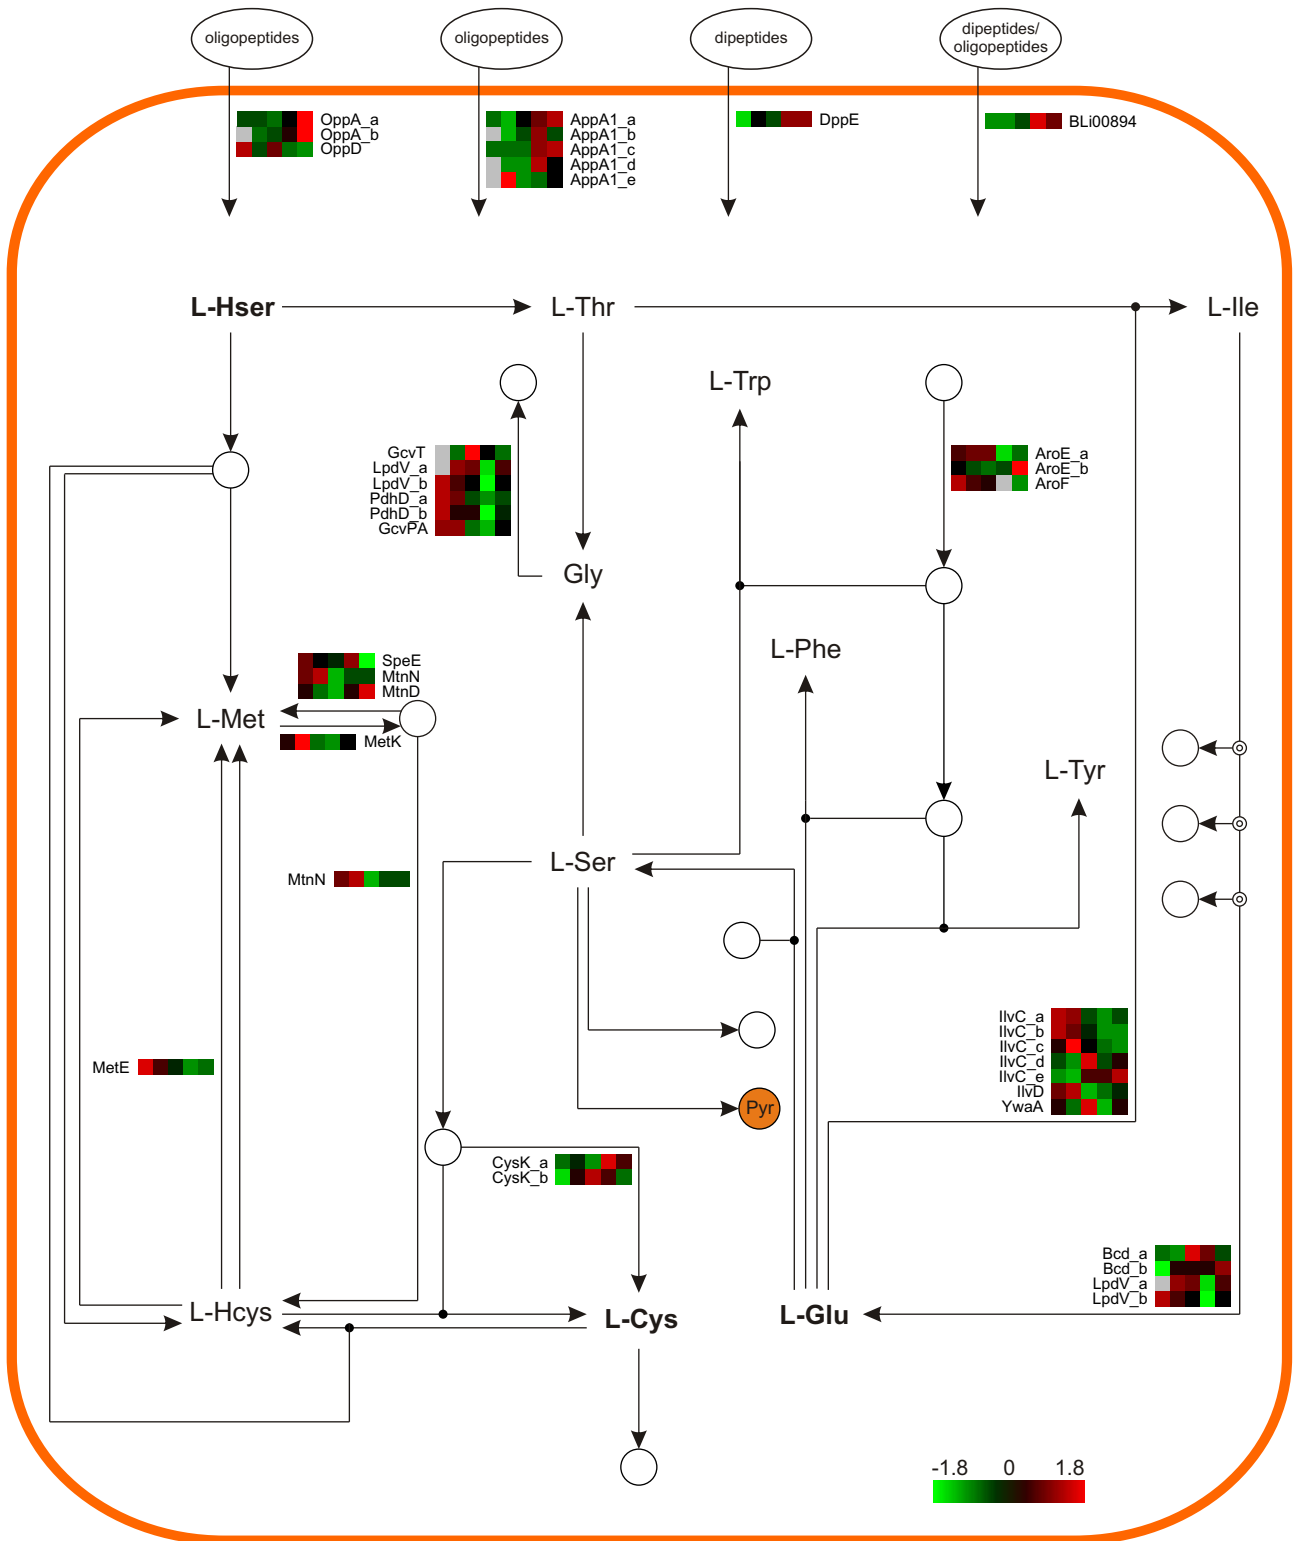 oligopeptides
oligopeptides
dipeptides
dipeptides/
oligopeptides
OppA_a
OppA_b
OppD
AppA1_a
AppA1_b
AppA1_c
AppA1_d
AppA1_e
DppE
BLi00894
L-Hser
L-Thr
L-Ile
L-Trp
GcvT
LpdV_a
LpdV_b
PdhD_a
PdhD_b
GcvPA
AroE_a
AroE_b
AroF
Gly
L-Phe
SpeE
MtnN
MtnD
L-Met
MetK
L-Tyr
L-Ser
MtnN
IlvC_a
IlvC_b
IlvC_c
IlvC_d
IlvC_e
IlvD
YwaA
MetE
Pyr
CysK_a
CysK_b
Bcd_a
Bcd_b
LpdV_a
LpdV_b
L-Hcys
L-Cys
L-Glu
-1.8 0 1.8